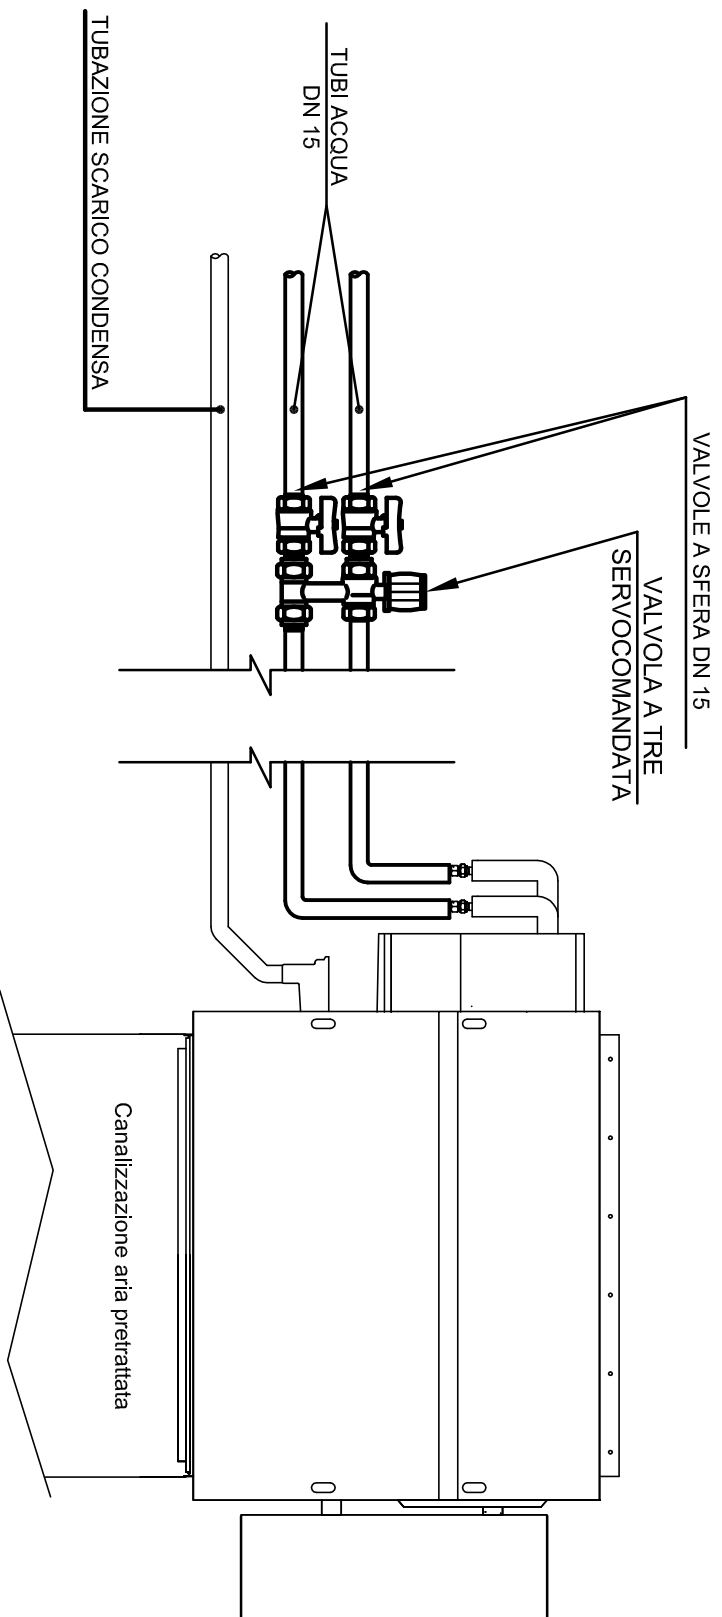 VALVOLE A SFERA DN 15
VALVOLA A TRE
SERVOCOMANDATA
TUBI ACQUA
DN 15
TUBAZIONE SCARICO CONDENSA
Canalizzazione aria pretrattata